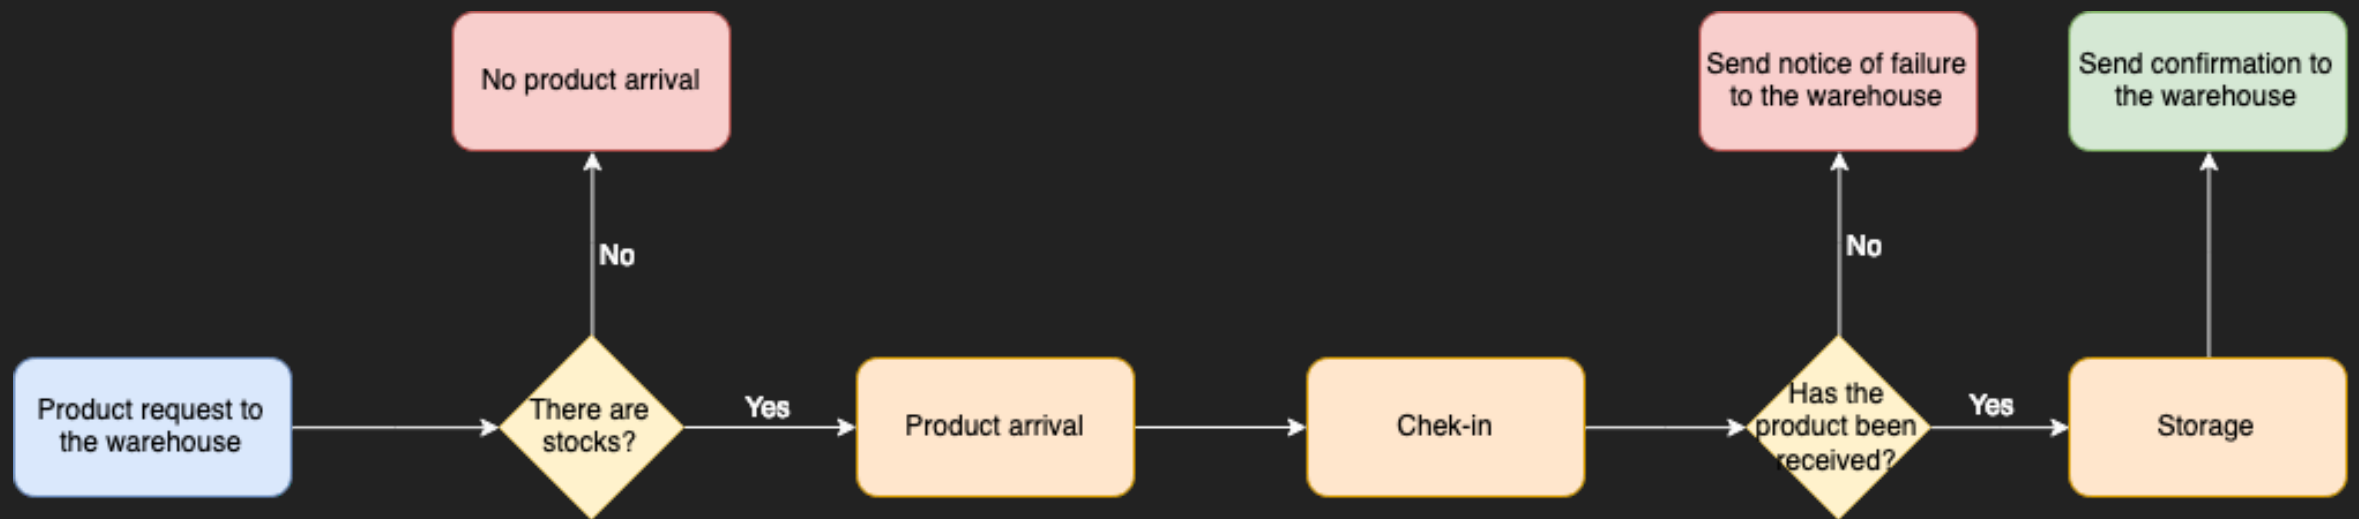 No product arrival
Send notice of failure
to the warehouse
Send confirmation to
the warehouse
No
No
Product request to
the warehouse
There are
stocks?
Yes
Product arrival
Chek-in
Has the
product been
received?
Yes
Storage